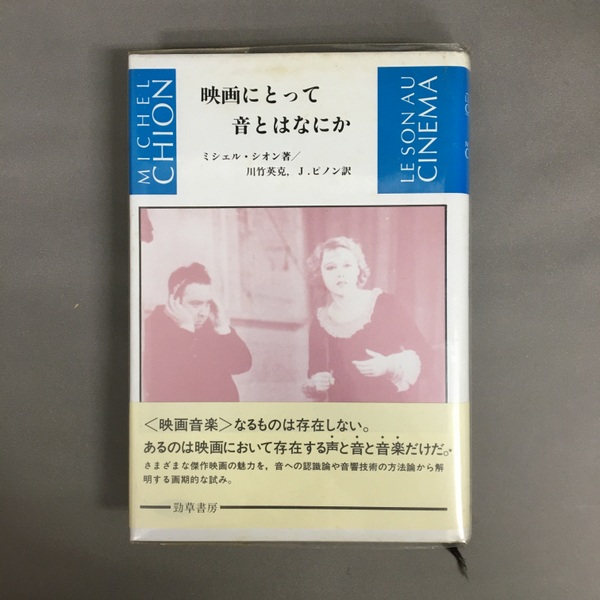 MICHEL
CHION
映画にとって
音とはなにか
ミシェル・シオン著／
川竹英克，J.ピノン訳
LE SON AU
CINEMA
＜映画音楽＞なるものは存在しない。
あるのは映画において存在する声と音と音楽だけだ。
さまざまな傑作映画の魅力を，音への認識論や音響技術の方法論から解
明する画期的な試み。
勁草書房